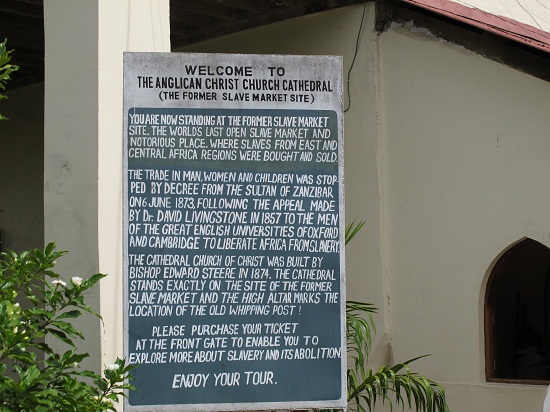 WELCOME TO
THE ANGLICAN CHRIST CHURCH CATHEDRAL
(THE FORMER SLAVE MARKET SITE)
YOU ARE NOW STANDING AT THE FORMER SLAVE MARKET
SITE, THE WORLDS LAST OPEN SLAVE MARKET AND
NOTORIOUS PLACE. WHERE SLAVES FROM EAST AND
CENTRAL AFRICA REGIONS WERE BOUGHT AND SOLD.
THE TRADE IN MAN, WOMEN AND CHILDREN WAS STOP-
PED BY DECREE FROM THE SULTAN OF ZANZIBAR
ON 6 JUNE 1873, FOLLOWING THE APPEAL MADE
BY Dr. DAVID LIVINGSTONE IN 1857 TO THE MEN
OF THE GREAT ENGLISH UNIVERSITIES OF OXFORD
AND CAMBRIDGE TO LIBERATE AFRICA FROM SLAVERY.
THE CATHEDRAL CHURCH OF CHRIST WAS BUILT BY
BISHOP EDWARD STEERE IN 1874. THE CATHEDRAL
STANDS EXACTLY ON THE SITE OF THE FORMER
SLAVE MARKET AND THE HIGH ALTAR MARKS THE
LOCATION OF THE OLD WHIPPING POST!
PLEASE PURCHASE YOUR TICKET
AT THE FRONT GATE TO ENABLE YOU TO
EXPLORE MORE ABOUT SLAVERY AND ITS ABOLITION.
ENJOY YOUR TOUR.